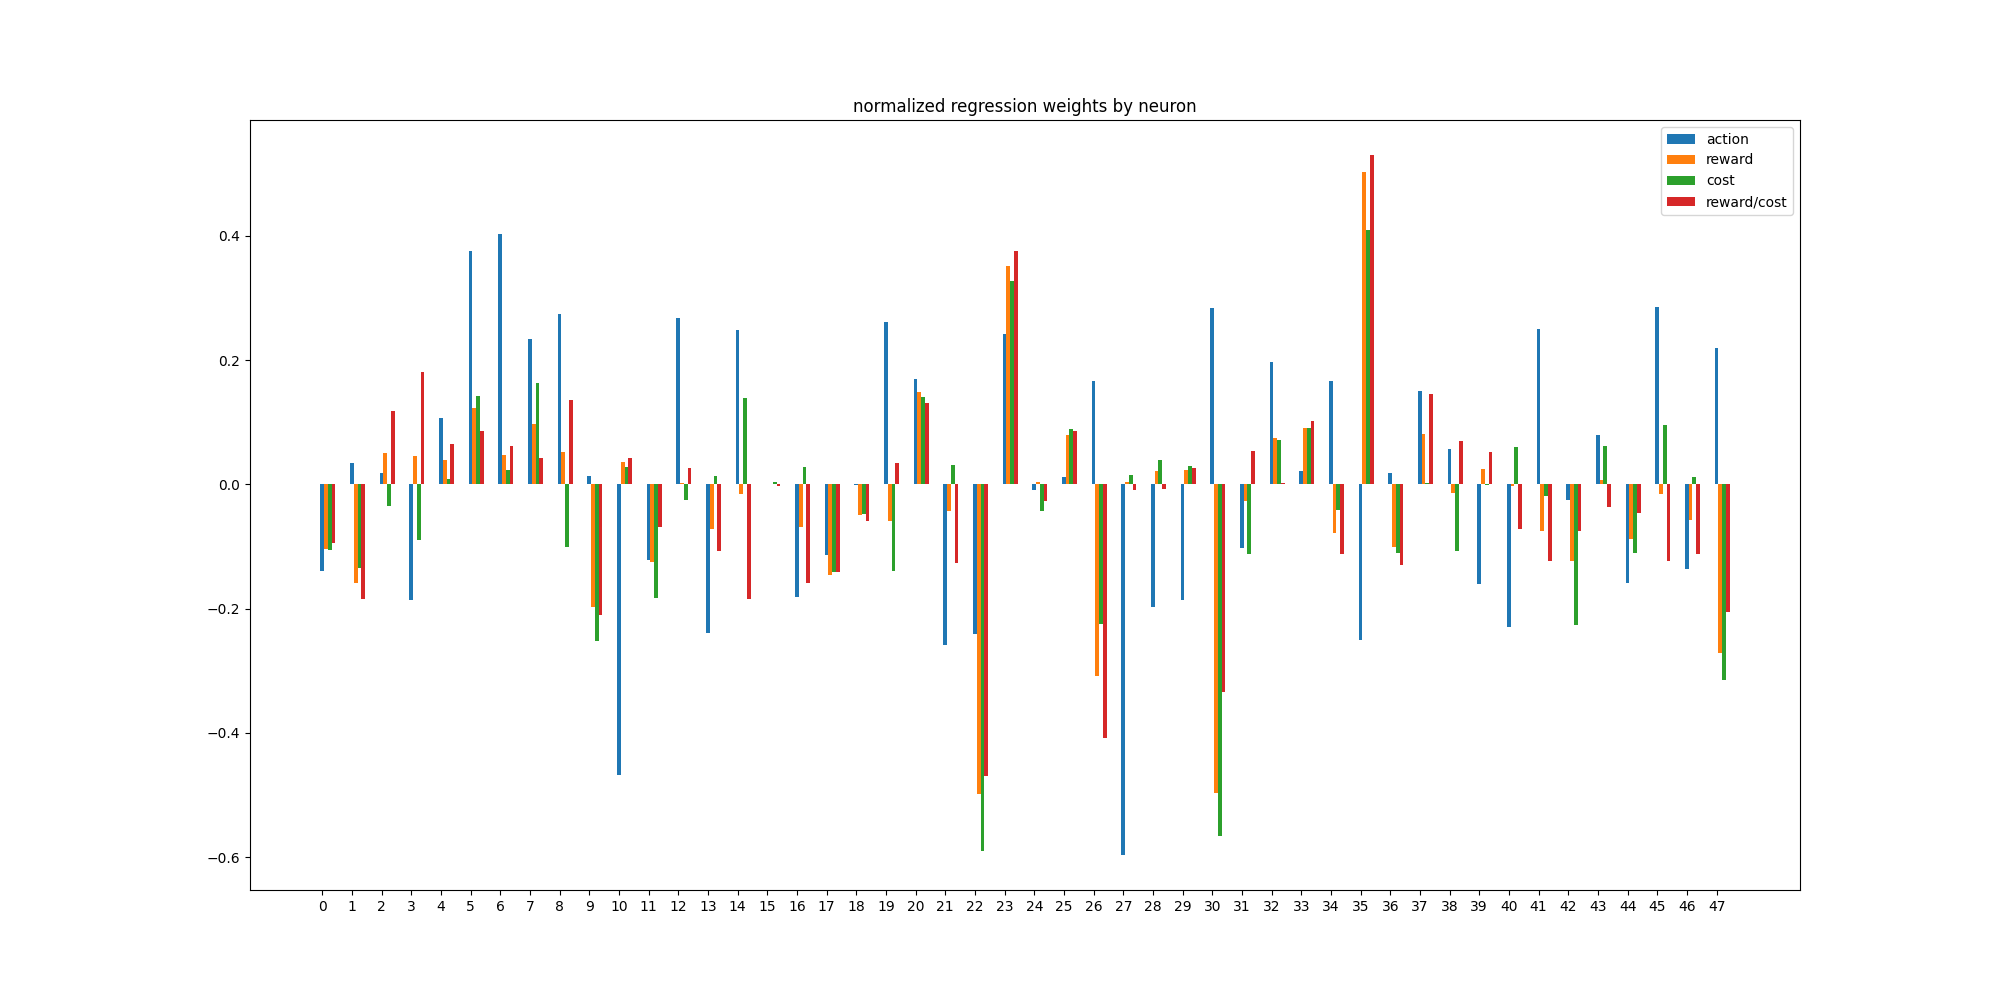 normalized regression weights by neuron
action
reward
cost
reward/cost
0.4
0.2
0.0
−0.2
−0.4
−0.6
0 1 2 3 4 5 6 7 8 9 10 11 12 13 14 15 16 17 18 19 20 21 22 23 24 25 26 27 28 29 30 31 32 33 34 35 36 37 38 39 40 41 42 43 44 45 46 47